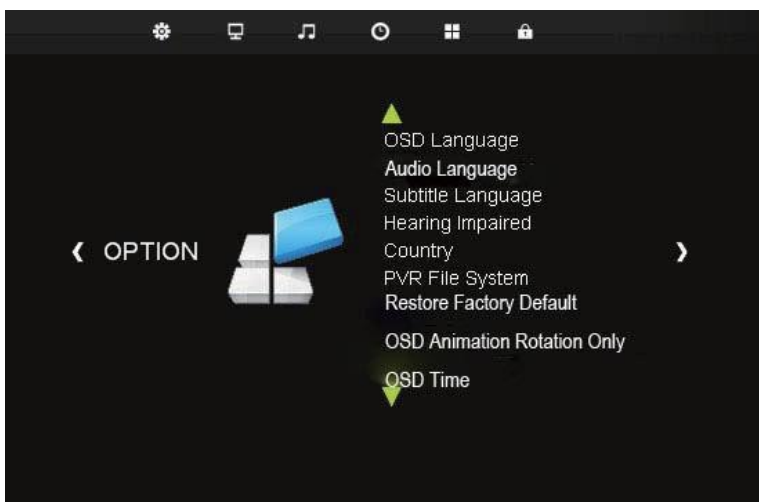 OSD Language
Audio Language
Subtitle Language
Hearing Impaired
OPTION
Country
PVR File System
Restore Factory Default
OSD Animation Rotation Only
OSD Time